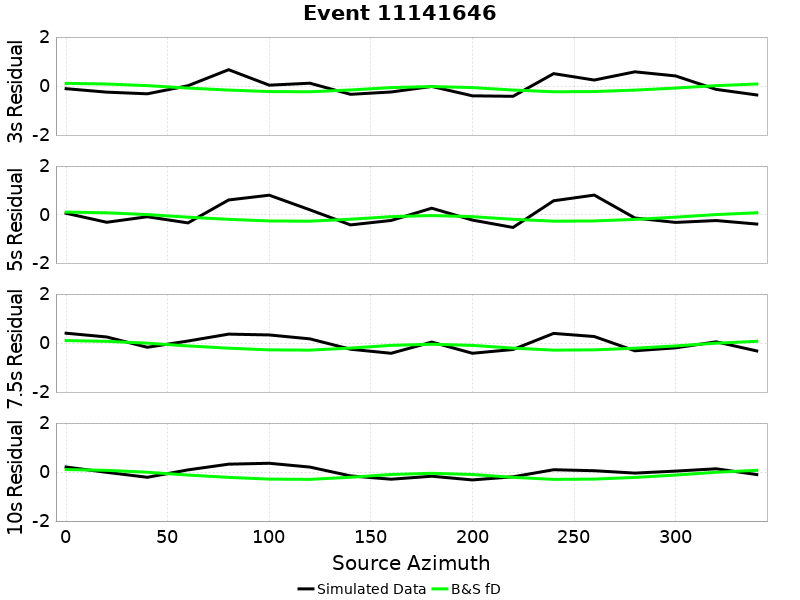 Event 11141646
3s Residual
2
0
-2
5s Residual
2
0
-2
7.5s Residual
2
0
-2
10s Residual
2
0
-2
0 50 100 150 200 250 300
Source Azimuth
Simulated Data B&S fD